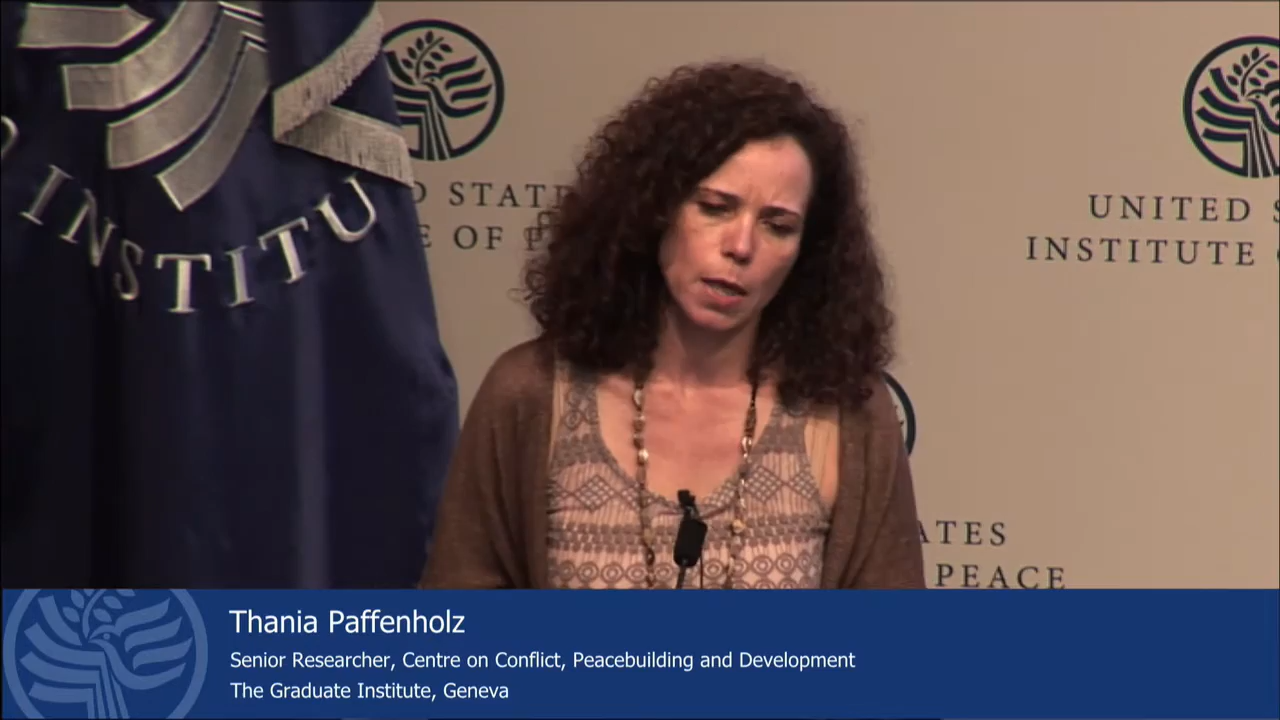 INSTITU
D STATE
E OF P
UNITED S
INSTITUTE
ATES
PEACE
Thania Paffenholz
Senior Researcher, Centre on Conflict, Peacebuilding and Development
The Graduate Institute, Geneva